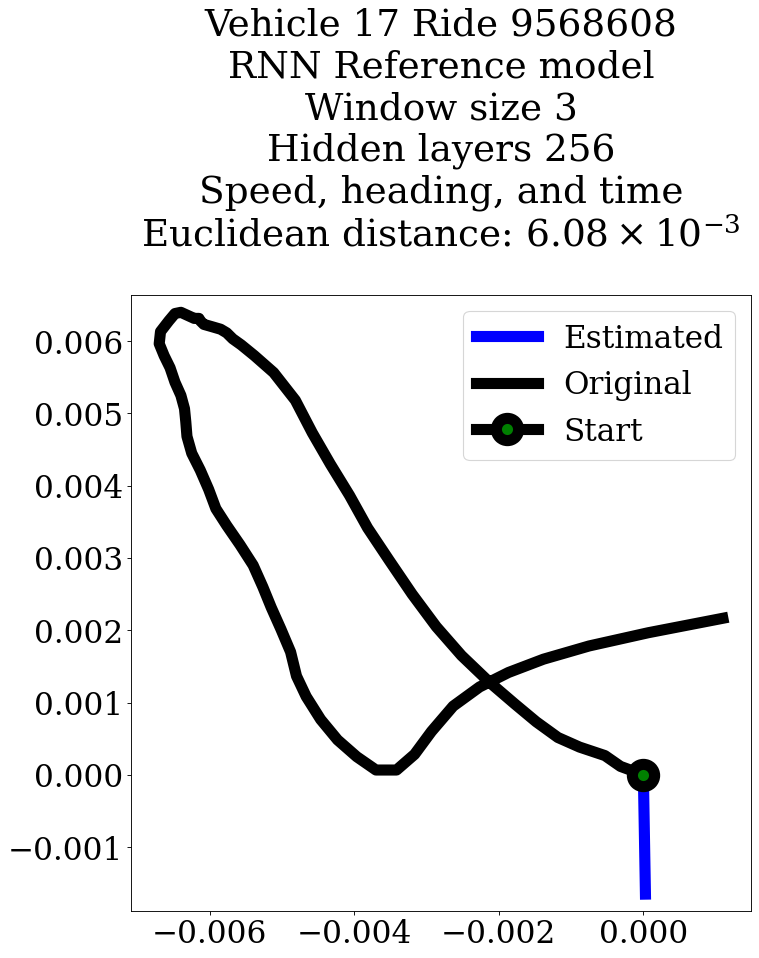 Vehicle 17 Ride 9568608
RNN Reference model
Window size 3
Hidden layers 256
Speed, heading, and time
Euclidean distance: 6.08 × 10⁻³
Estimated
Original
Start
0.006
0.005
0.004
0.003
0.002
0.001
0.000
−0.001
−0.006 −0.004 −0.002 0.000